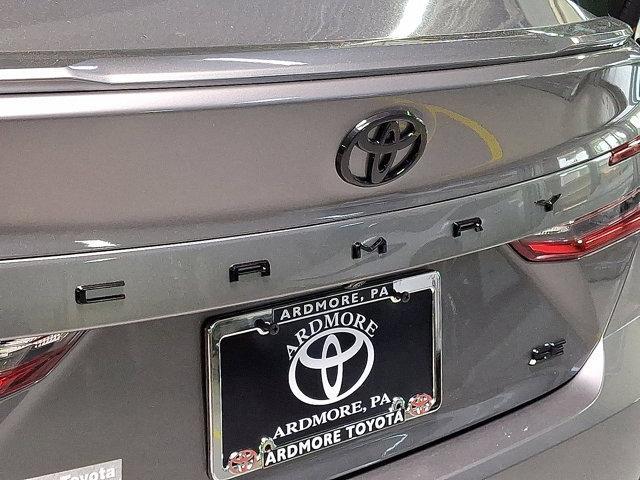 CAMRY
SE
ARDMORE, PA
ARDMORE
ARDMORE, PA
ARDMORE TOYOTA
Toyota